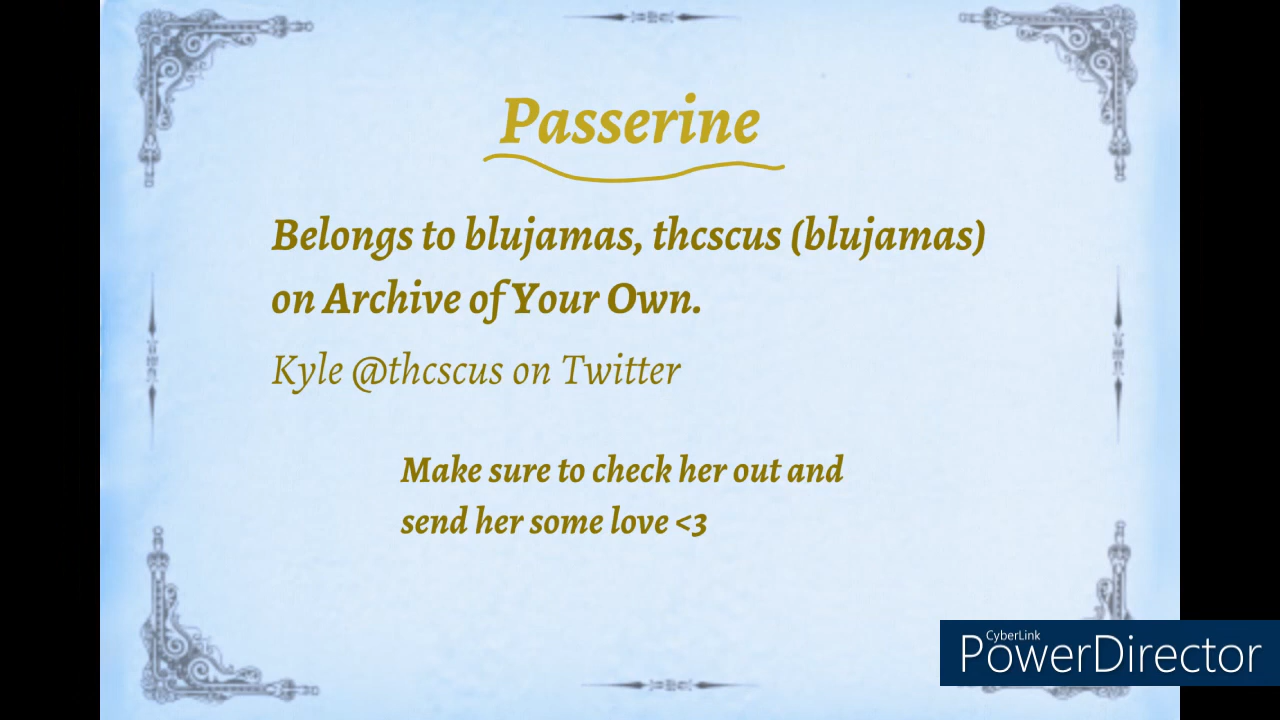 Passerine
Belongs to blujamas, thcscus (blujamas)
on Archive of Your Own.
Kyle @thcscus on Twitter
Make sure to check her out and
send her some love <3
CyberLink
PowerDirector